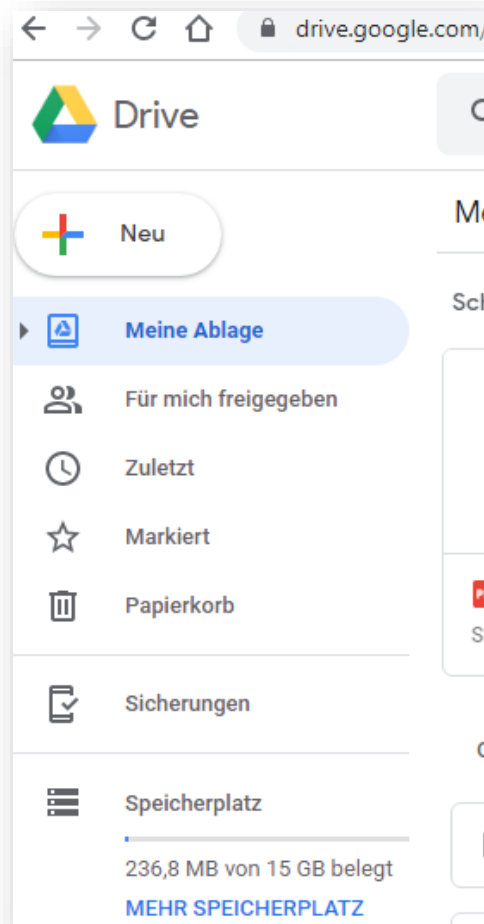 drive.google.com/
Drive
Neu
Meine Ablage
Für mich freigegeben
Zuletzt
Markiert
Papierkorb
Sicherungen
Speicherplatz
236,8 MB von 15 GB belegt
MEHR SPEICHERPLATZ